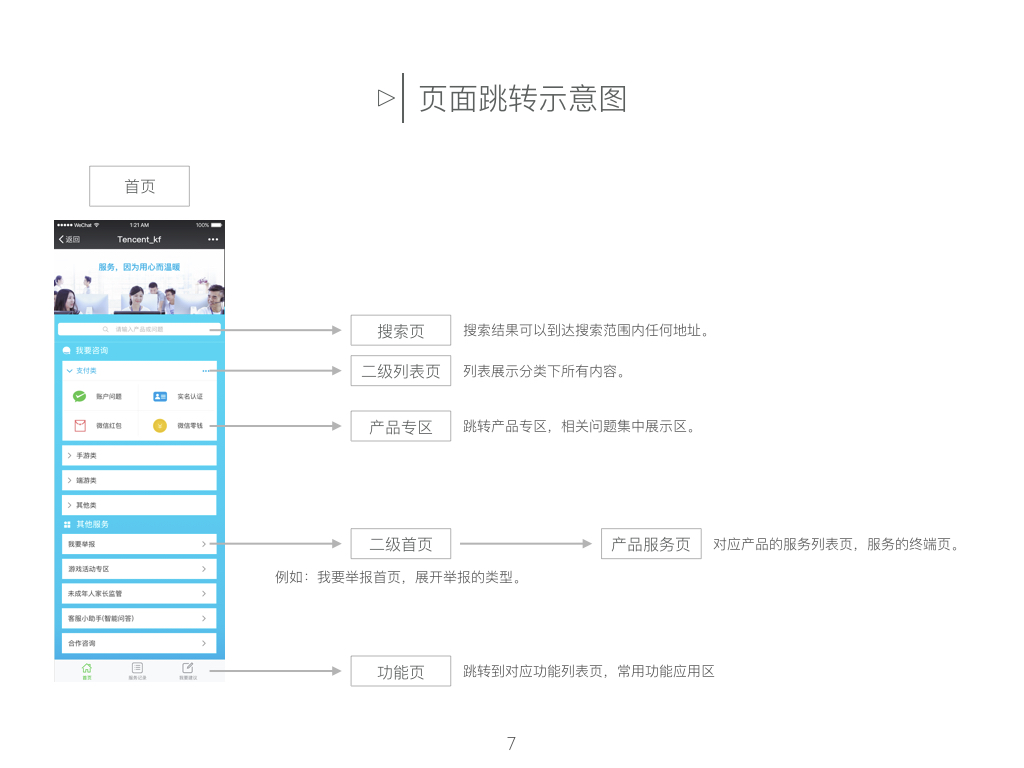 页面跳转示意图
首页
WeChat 1:21 AM 100%
返回 Tencent_kf
服务，因为用心而温暖
请输入产品或问题
搜索页 搜索结果可以到达搜索范围内任何地址。
我要咨询
支付类
二级列表页 列表展示分类下所有内容。
账户问题 实名认证
微信红包 微信零钱
产品专区 跳转产品专区，相关问题集中展示区。
手游类
端游类
其他类
其他服务
我要举报
二级首页 产品服务页 对应产品的服务列表页，服务的终端页。
游戏活动专区
例如：我要举报首页，展开举报的类型。
未成年人家长监管
客服小助手(智能问答)
合作咨询
首页 服务记录 我要建议
功能页 跳转到对应功能列表页，常用功能应用区
7